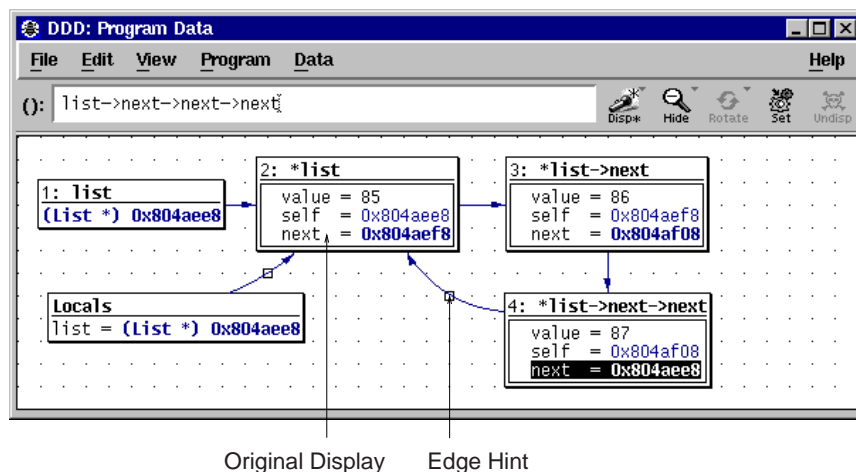 DDD: Program Data
File Edit View Program Data Help
(): list->next->next->next
Disp* Hide Rotate Set Undisp
1: list
(List *) 0x804aee8
2: *list
value = 85
self = 0x804aee8
next = 0x804aef8
3: *list->next
value = 86
self = 0x804aef8
next = 0x804af08
Locals
list = (List *) 0x804aee8
4: *list->next->next
value = 87
self = 0x804af08
next = 0x804aee8
Original Display
Edge Hint